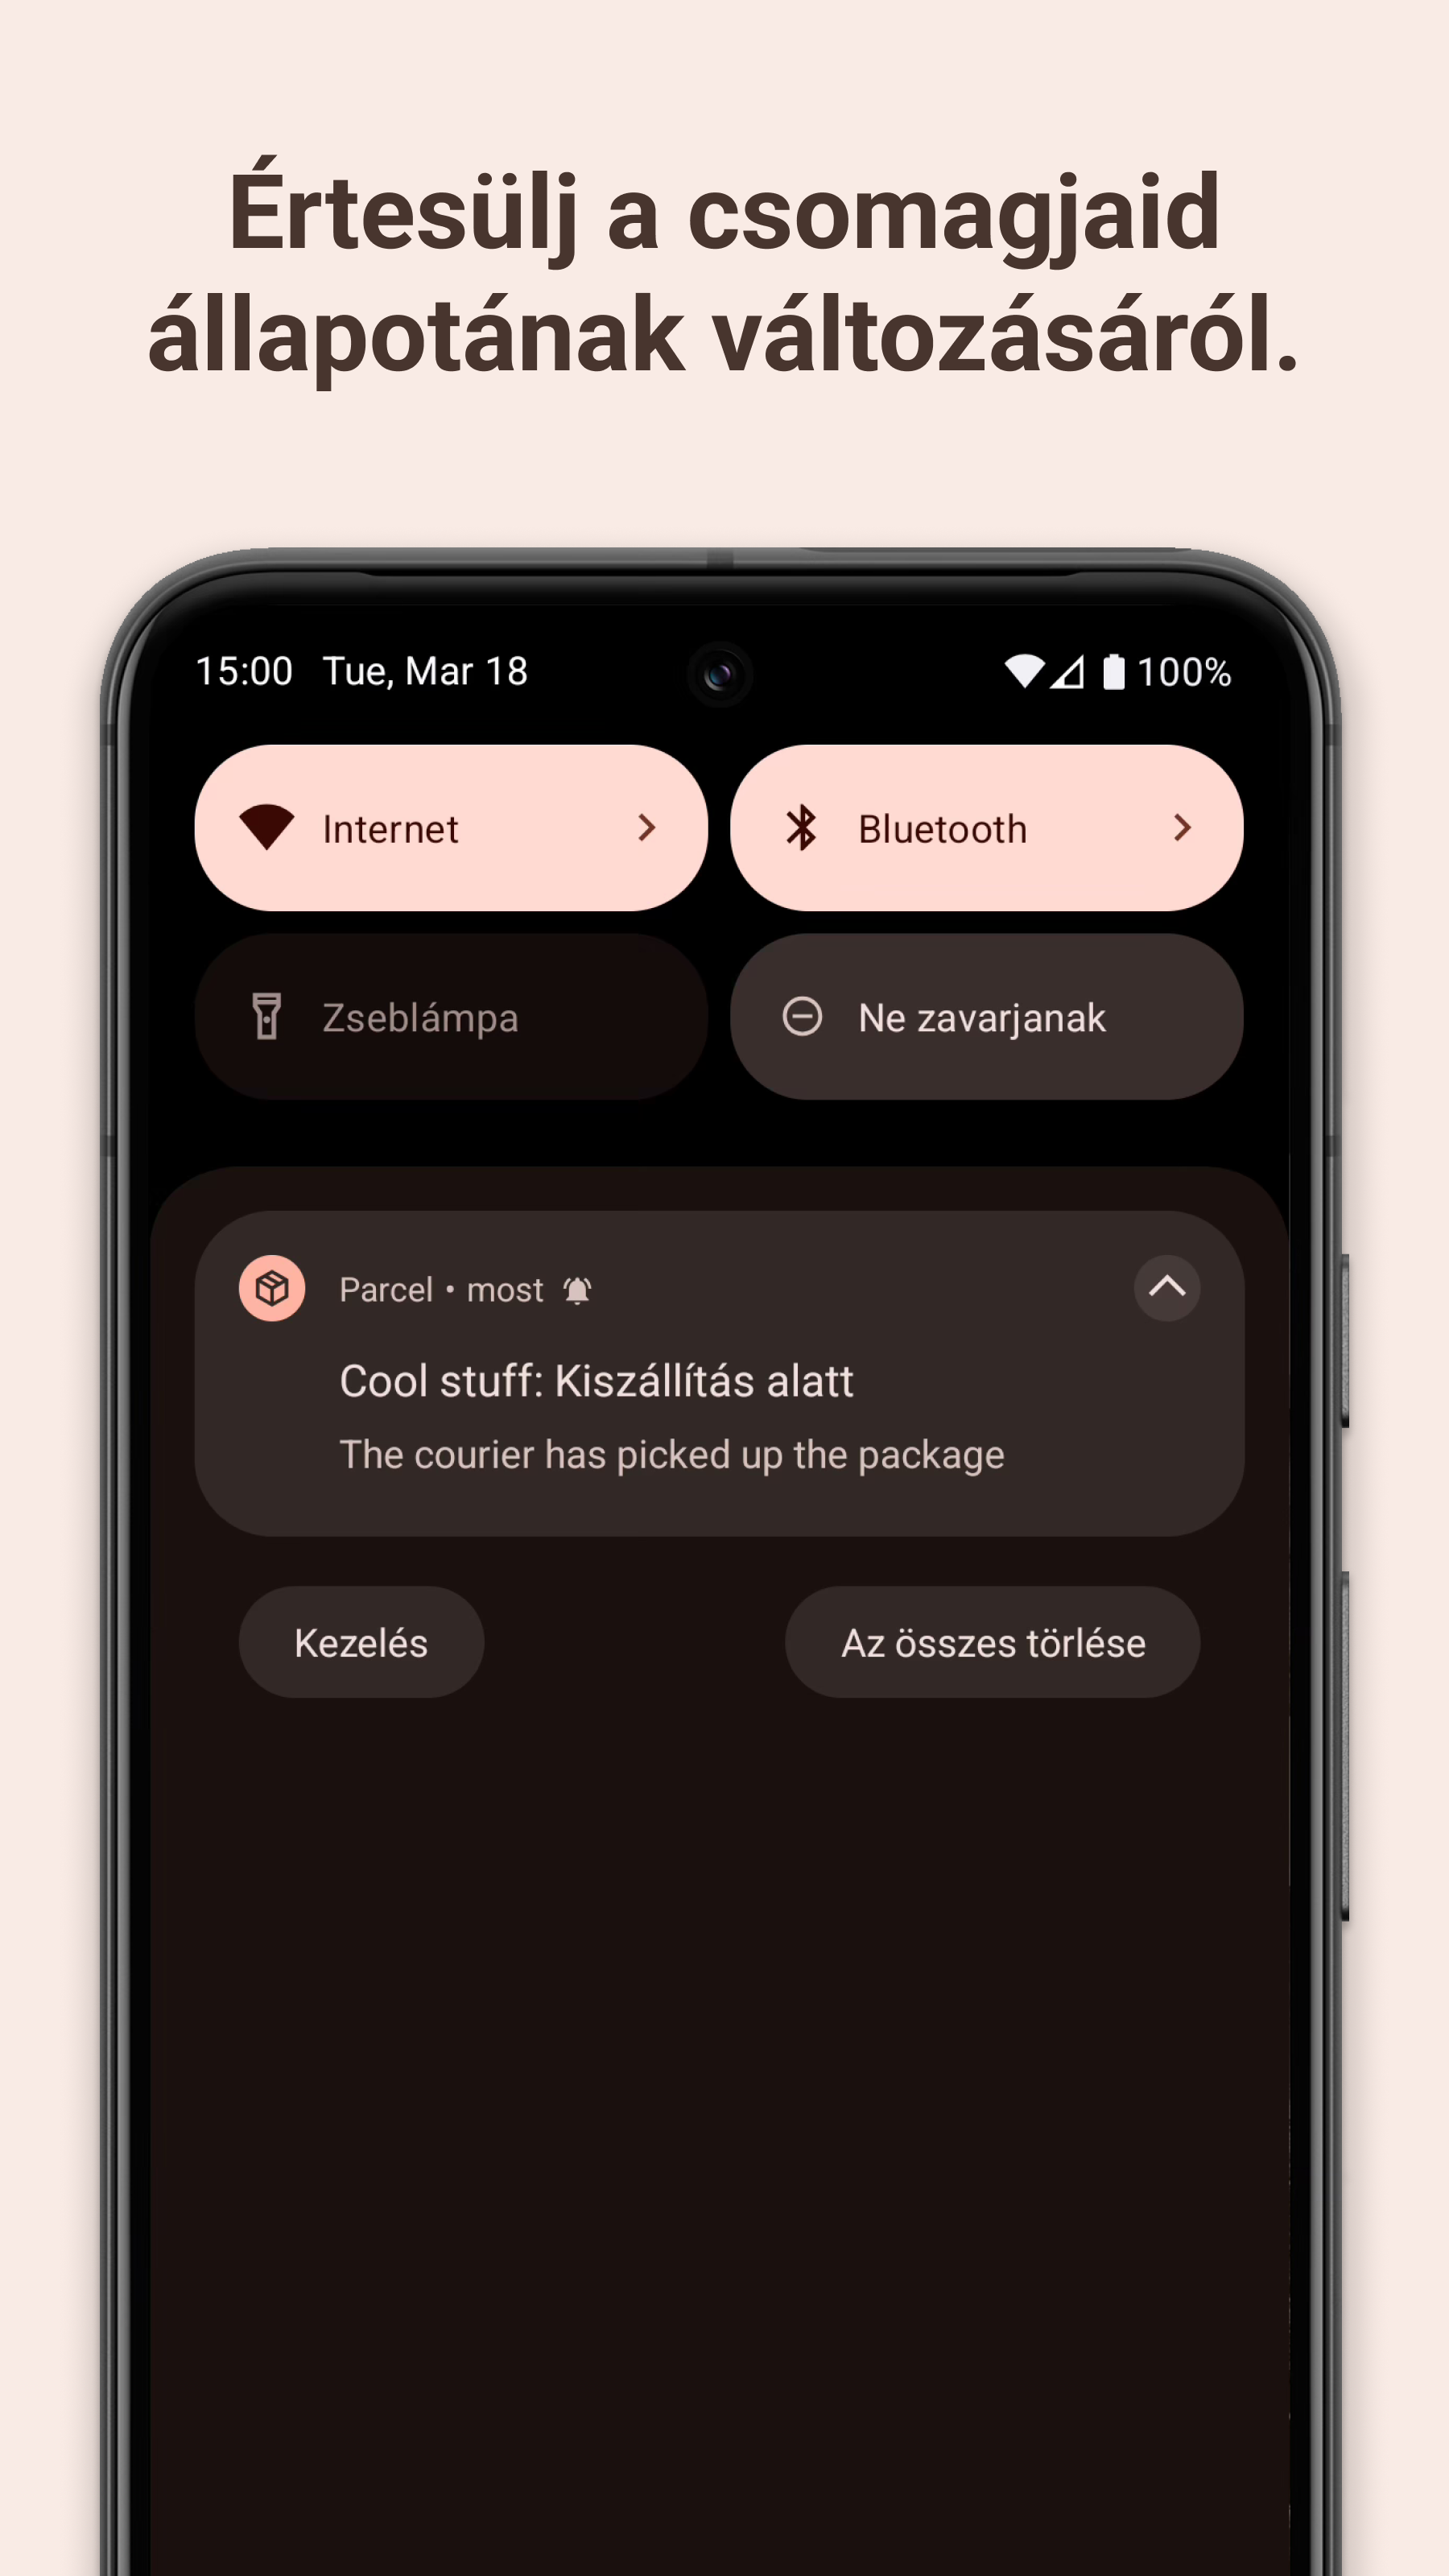 Értesülj a csomagjaid
állapotának változásáról.
15:00 Tue, Mar 18 100%
Internet
Bluetooth
Zseblámpa
Ne zavarjanak
Parcel • most
Cool stuff: Kiszállítás alatt
The courier has picked up the package
Kezelés
Az összes törlése